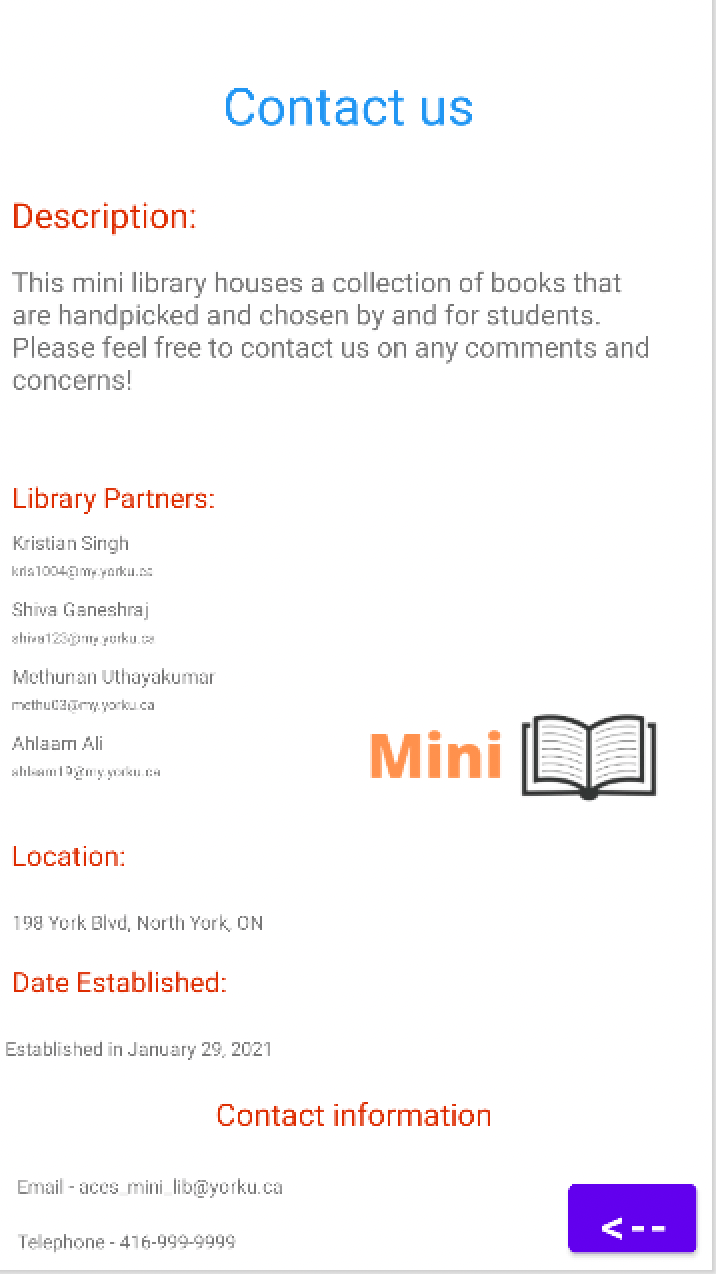 Contact us
Description:
This mini library houses a collection of books that
are handpicked and chosen by and for students.
Please feel free to contact us on any comments and
concerns!
Library Partners:
Kristian Singh
kris1004@my.yorku.ca
Shiva Ganeshraj
shiva123@my.yorku.ca
Methunan Uthayakumar
methu03@my.yorku.ca
Ahlaam Ali
ahlaam19@my.yorku.ca
Mini
Location:
198 York Blvd, North York, ON
Date Established:
Established in January 29, 2021
Contact information
Email - aces_mini_lib@yorku.ca
Telephone - 416-999-9999
<--